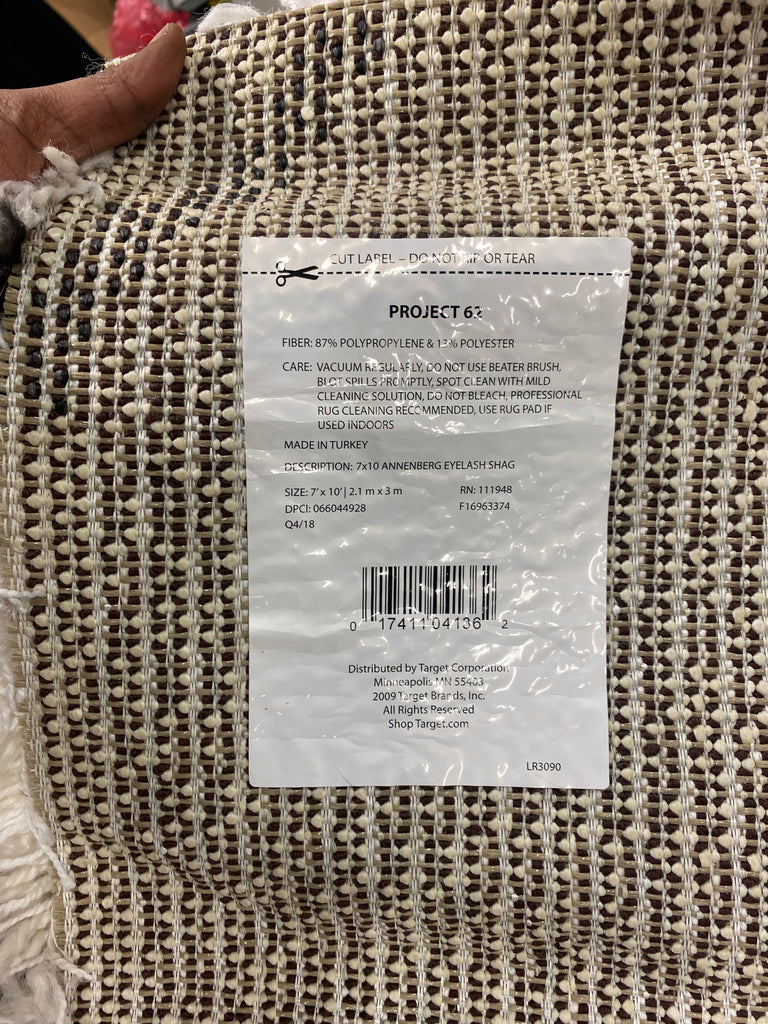 CUT LABEL – DO NOT RIP OR TEAR
PROJECT 62
FIBER: 87% POLYPROPYLENE & 13% POLYESTER
CARE: VACUUM REGULARLY, DO NOT USE BEATER BRUSH,
BLOT SPILLS PROMPTLY, SPOT CLEAN WITH MILD
CLEANING SOLUTION, DO NOT BLEACH, PROFESSIONAL
RUG CLEANING RECOMMENDED, USE RUG PAD IF
USED INDOORS
MADE IN TURKEY
DESCRIPTION: 7x10 ANNENBERG EYELASH SHAG
SIZE: 7' x 10' | 2.1 m x 3 m RN: 111948
DPCI: 066044928 F16963374
Q4/18
0 17411 04136 2
Distributed by Target Corporation
Minneapolis MN 55403
2009 Target Brands, Inc.
All Rights Reserved
Shop Target.com
LR3090